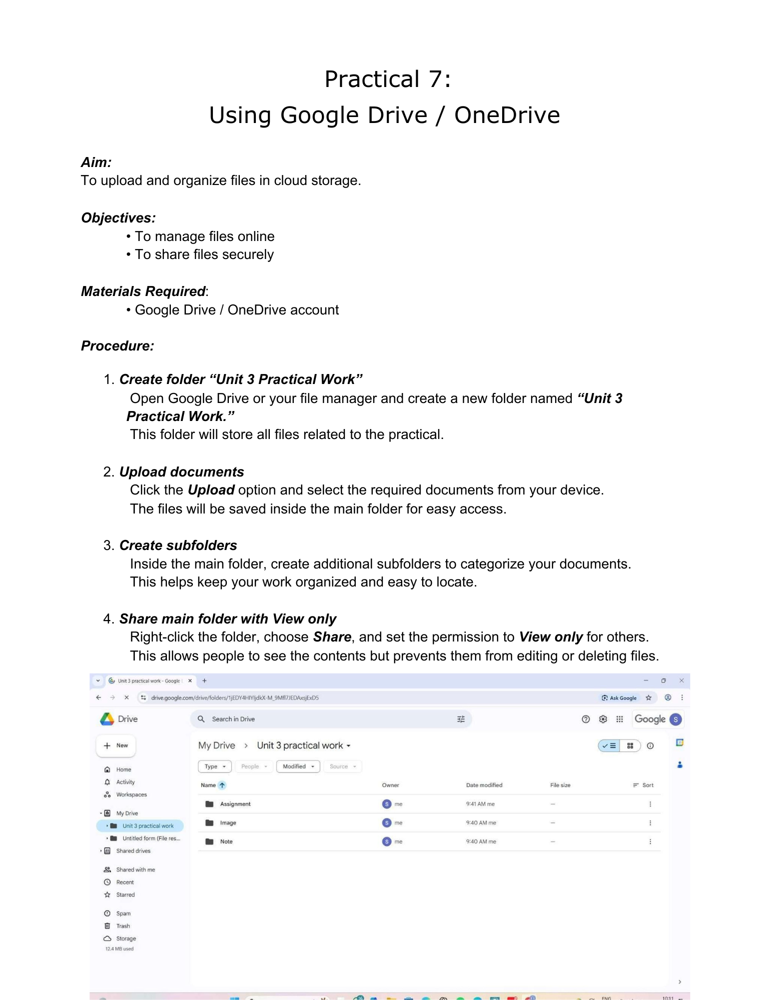 Practical 7:
Using Google Drive / OneDrive
Aim:
To upload and organize files in cloud storage.
Objectives:
• To manage files online
• To share files securely
Materials Required:
• Google Drive / OneDrive account
Procedure:
1. Create folder “Unit 3 Practical Work”
Open Google Drive or your file manager and create a new folder named “Unit 3
Practical Work.”
This folder will store all files related to the practical.
2. Upload documents
Click the Upload option and select the required documents from your device.
The files will be saved inside the main folder for easy access.
3. Create subfolders
Inside the main folder, create additional subfolders to categorize your documents.
This helps keep your work organized and easy to locate.
4. Share main folder with View only
Right-click the folder, choose Share, and set the permission to View only for others.
This allows people to see the contents but prevents them from editing or deleting files.
Unit 3 practical work - Google
drive.google.com/drive/folders/
Ask Google
Drive
Search in Drive
Google S
New
My Drive > Unit 3 practical work
Type People Modified Source
Home
Activity
Workspaces
My Drive
Unit 3 practical work
Untitled form (File res...
Shared drives
Shared with me
Recent
Starred
Spam
Trash
Storage
12.4 MB used
Name Owner Date modified File size Sort
Assignment S me 9:41 AM me –
Image S me 9:40 AM me –
Note S me 9:40 AM me –
16
ENG
10:11